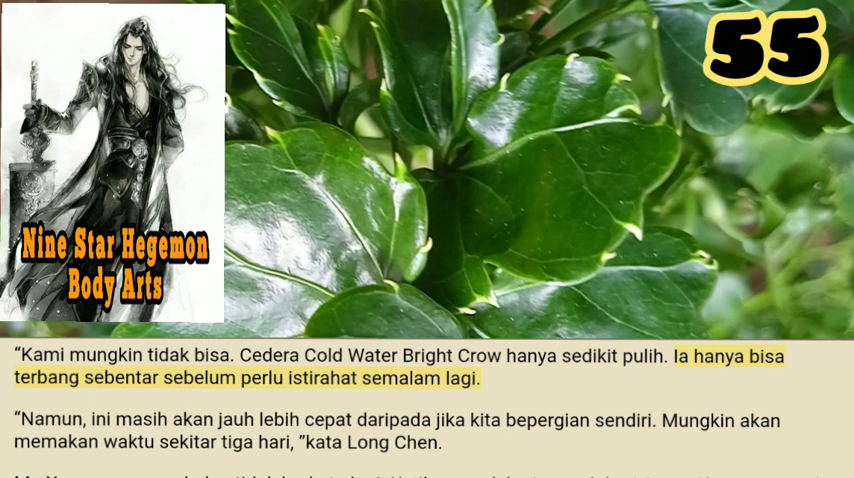 55
Nine Star Hegemon
Body Arts
“Kami mungkin tidak bisa. Cedera Cold Water Bright Crow hanya sedikit pulih. Ia hanya bisa
terbang sebentar sebelum perlu istirahat semalam lagi.
“Namun, ini masih akan jauh lebih cepat daripada jika kita bepergian sendiri. Mungkin akan
memakan waktu sekitar tiga hari, ”kata Long Chen.